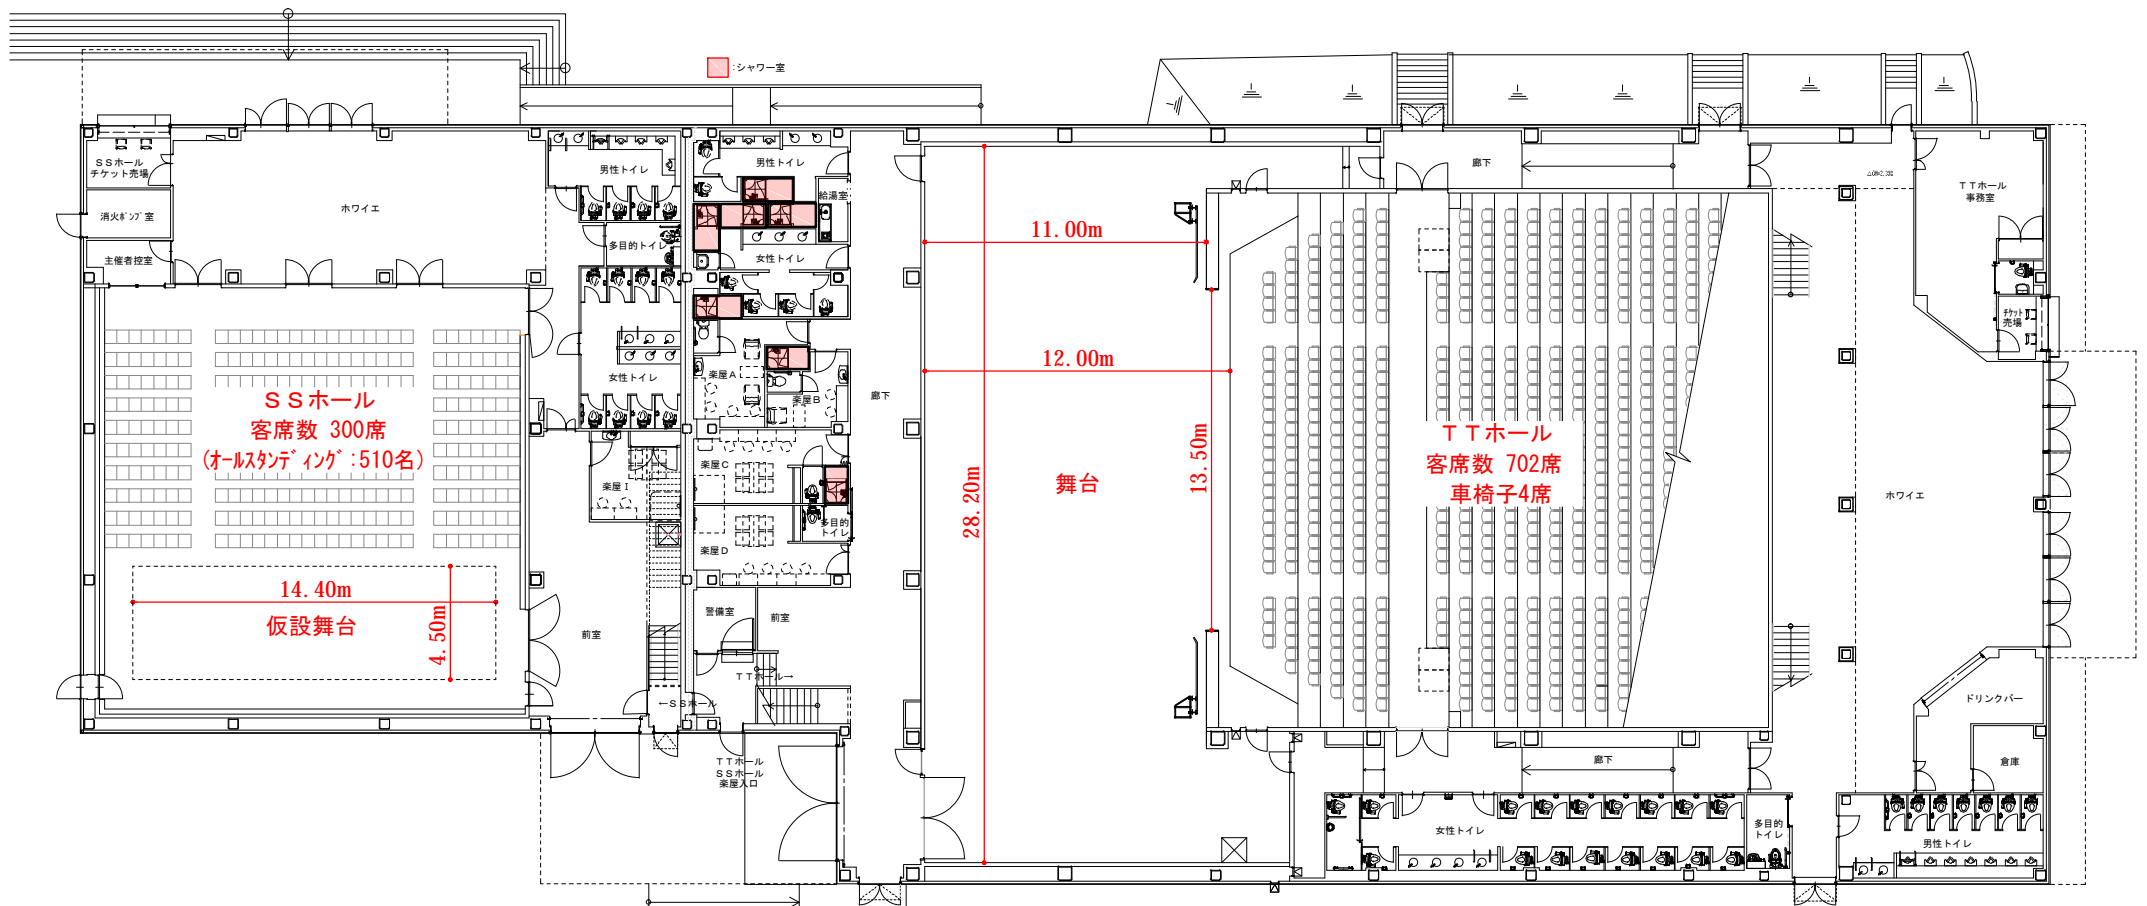 :シャワー室
SSホール
チケット売場
消火ポンプ室
主催者控室
ホワイエ
男性トイレ
多目的トイレ
女性トイレ
男性トイレ
給湯室
女性トイレ
楽屋A
楽屋B
楽屋C
楽屋D
楽屋I
多目的
トイレ
廊下
SSホール
客席数 300席
(オールスタンディング:510名)
14.40m
仮設舞台
4.50m
前室
警備室
前室
TTホール→
←SSホール
TTホール
SSホール
楽屋入口
11.00m
12.00m
28.20m
13.50m
舞台
TTホール
客席数 702席
車椅子4席
廊下
TTホール
事務室
チケット
売場
ホワイエ
ドリンクバー
倉庫
廊下
女性トイレ
多目的
トイレ
男性トイレ